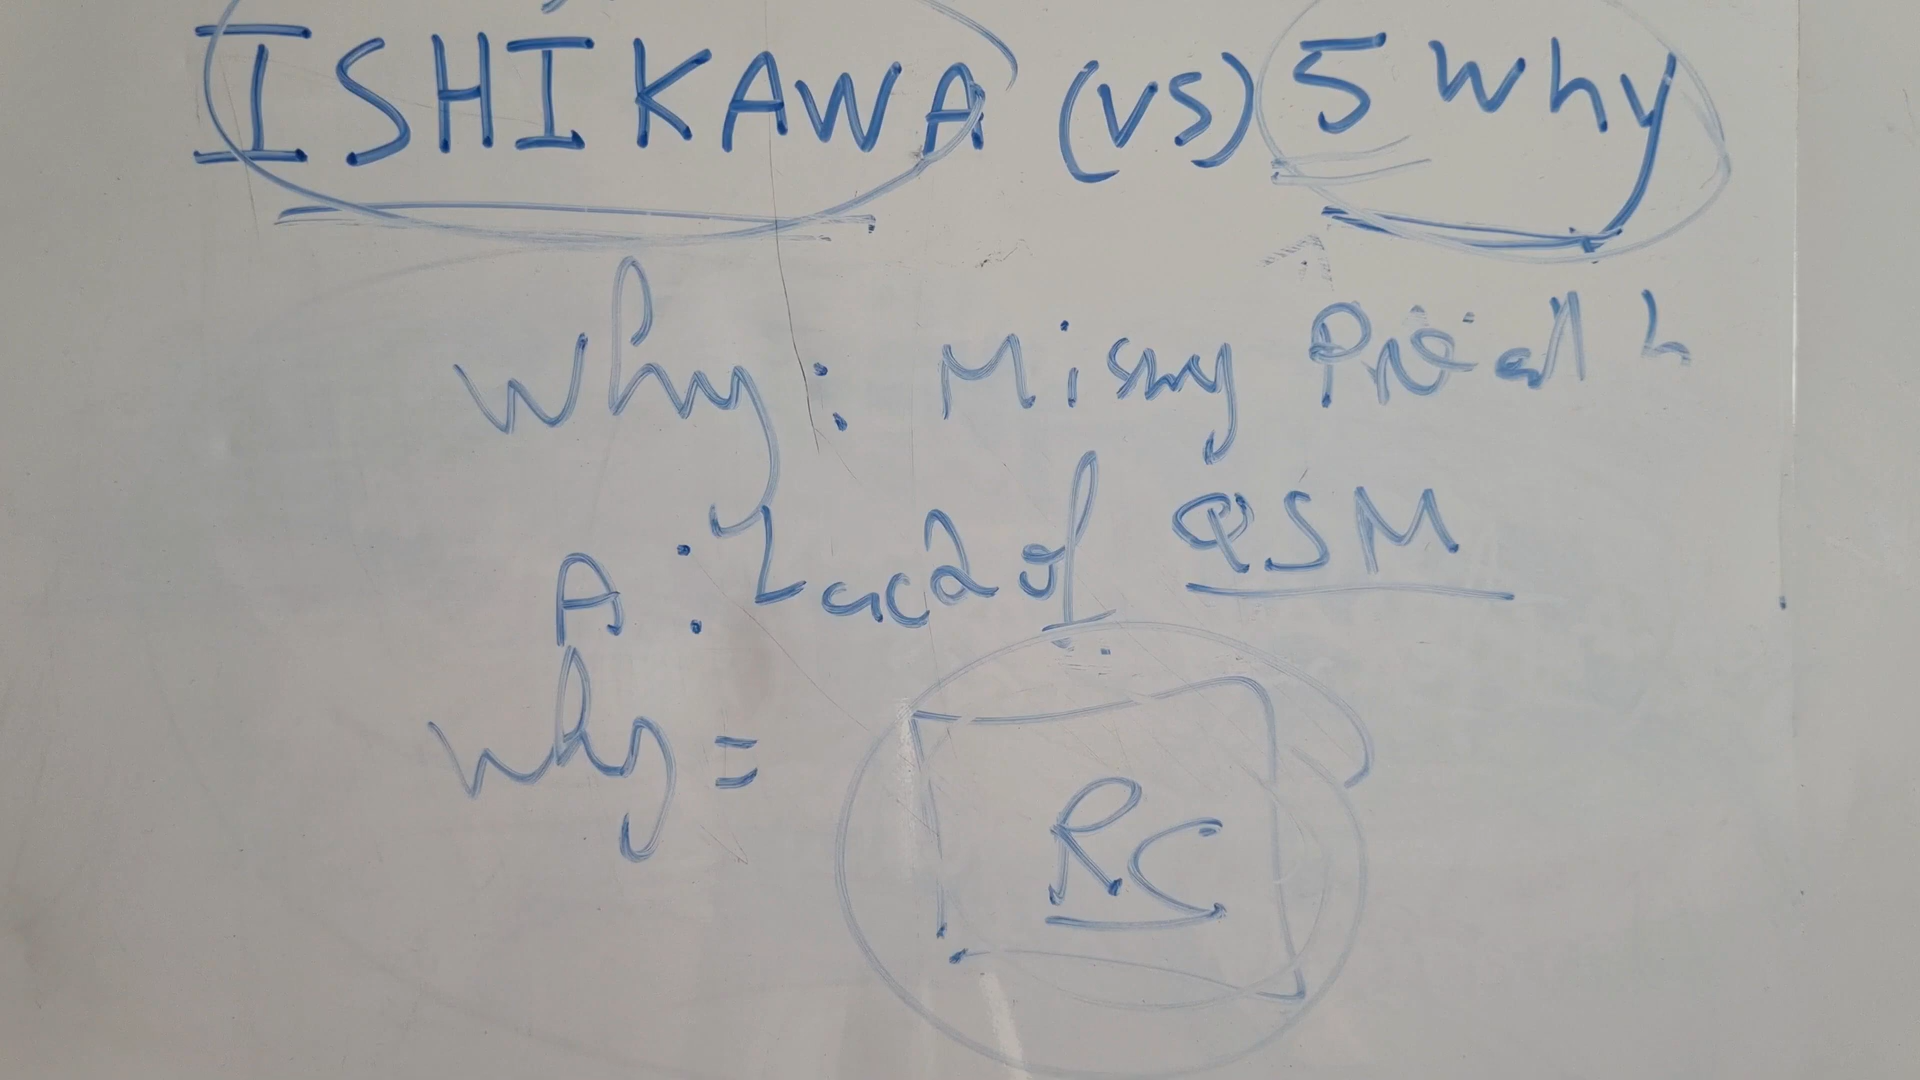 ISHIKAWA (VS) 5 Why
Why: Missing
A: Lack of QSM
Why =
RC